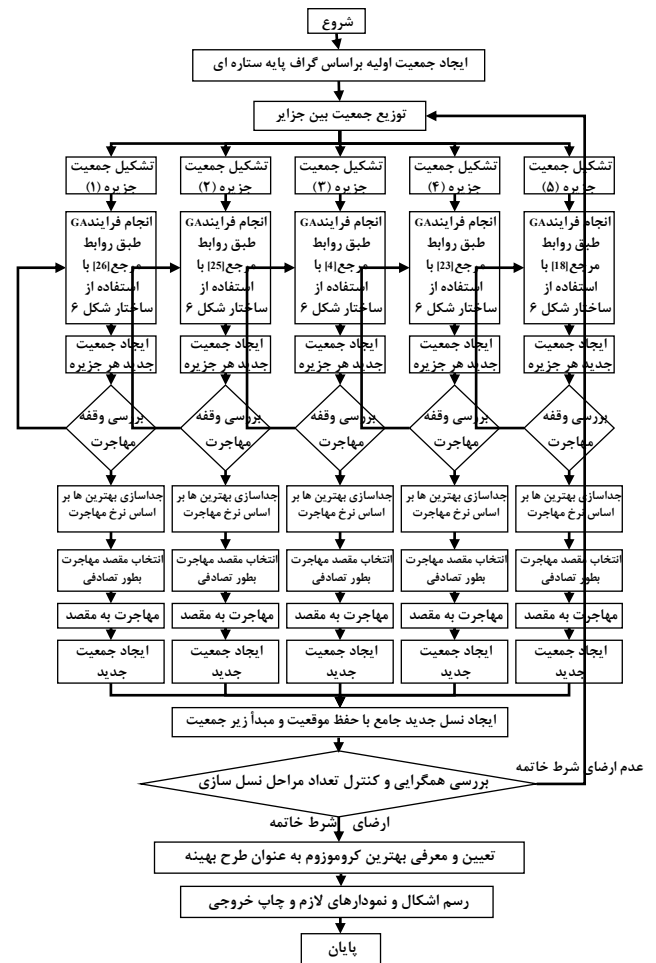 شروع
ایجاد جمعیت اولیه براساس گراف پایه ستاره ای
توزیع جمعیت بین جزایر
تشکیل جمعیت
جزیره (۵)
تشکیل جمعیت
جزیره (۴)
تشکیل جمعیت
جزیره (۳)
تشکیل جمعیت
جزیره (۲)
تشکیل جمعیت
جزیره (۱)
انجام فرایندGA
طبق روابط
مرجع[18] با
استفاده از
ساختار شکل ۶
انجام فرایندGA
طبق روابط
مرجع[23] با
استفاده از
ساختار شکل ۶
انجام فرایندGA
طبق روابط
مرجع[4] با
استفاده از
ساختار شکل ۶
انجام فرایندGA
طبق روابط
مرجع[25] با
استفاده از
ساختار شکل ۶
انجام فرایندGA
طبق روابط
مرجع[26] با
استفاده از
ساختار شکل ۶
ایجاد جمعیت
جدید هر جزیره
ایجاد جمعیت
جدید هر جزیره
ایجاد جمعیت
جدید هر جزیره
ایجاد جمعیت
جدید هر جزیره
ایجاد جمعیت
جدید هر جزیره
بررسی وقفه
مهاجرت
بررسی وقفه
مهاجرت
بررسی وقفه
مهاجرت
بررسی وقفه
مهاجرت
بررسی وقفه
مهاجرت
جداسازی بهترین ها بر
اساس نرخ مهاجرت
جداسازی بهترین ها بر
اساس نرخ مهاجرت
جداسازی بهترین ها بر
اساس نرخ مهاجرت
جداسازی بهترین ها بر
اساس نرخ مهاجرت
جداسازی بهترین ها بر
اساس نرخ مهاجرت
انتخاب مقصد مهاجرت
بطور تصادفی
انتخاب مقصد مهاجرت
بطور تصادفی
انتخاب مقصد مهاجرت
بطور تصادفی
انتخاب مقصد مهاجرت
بطور تصادفی
انتخاب مقصد مهاجرت
بطور تصادفی
مهاجرت به مقصد
مهاجرت به مقصد
مهاجرت به مقصد
مهاجرت به مقصد
مهاجرت به مقصد
ایجاد جمعیت
جدید
ایجاد جمعیت
جدید
ایجاد جمعیت
جدید
ایجاد جمعیت
جدید
ایجاد جمعیت
جدید
ایجاد نسل جدید جامع با حفظ موقعیت و مبدأ زیر جمعیت
عدم ارضای شرط خاتمه
بررسی همگرایی و کنترل تعداد مراحل نسل سازی
ارضای شرط خاتمه
تعیین و معرفی بهترین کروموزوم به عنوان طرح بهینه
رسم اشکال و نمودارهای لازم و چاپ خروجی
پایان